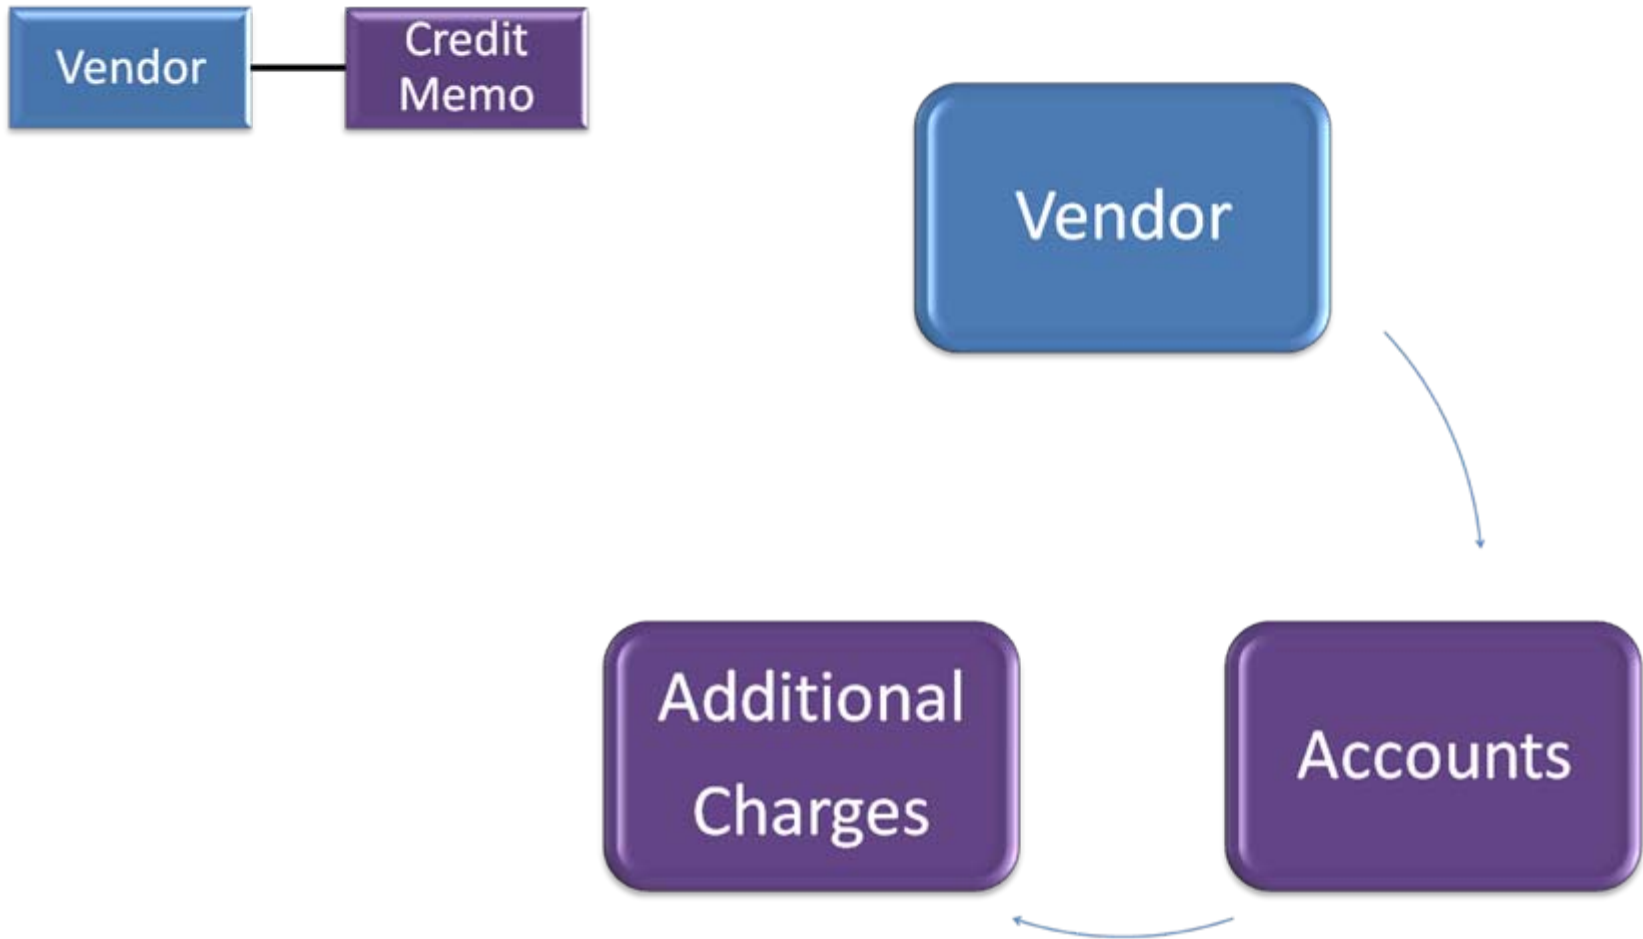 Vendor
Credit
Memo
Vendor
Additional
Charges
Accounts